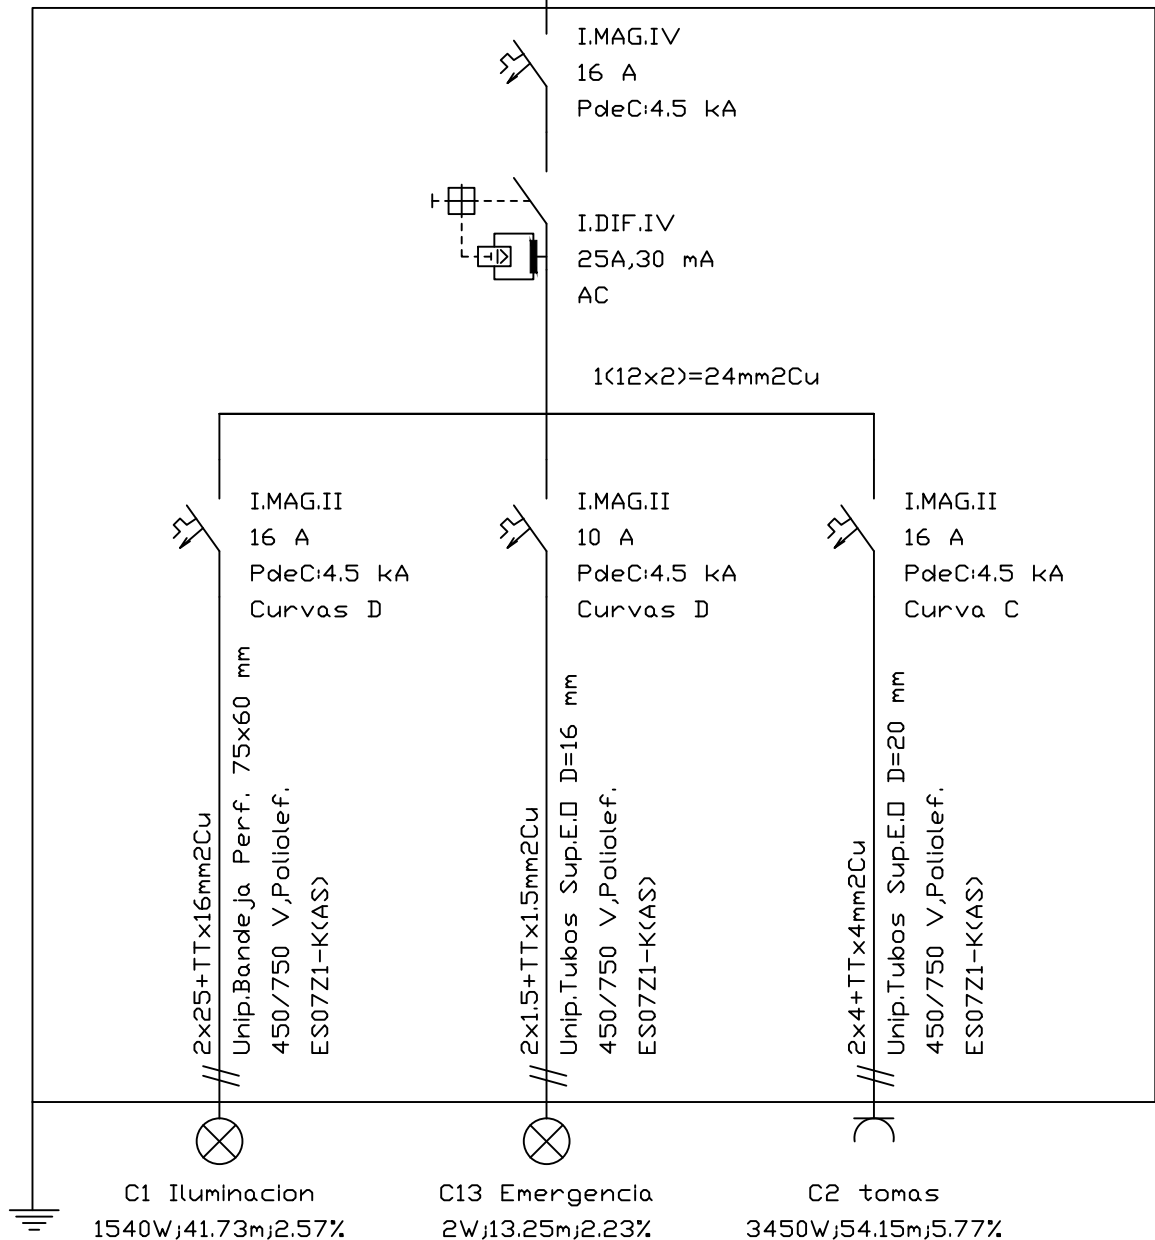 I.MAG.IV
16 A
PdeC:4.5 kA
I.DIF.IV
25A,30 mA
AC
1(12x2)=24mm2Cu
I.MAG.II
16 A
PdeC:4.5 kA
Curvas D
I.MAG.II
10 A
PdeC:4.5 kA
Curvas D
I.MAG.II
16 A
PdeC:4.5 kA
Curva C
2x25+TTx16mm2Cu
Unip.Bandeja Perf. 75x60 mm
450/750 V,Poliolef.
ES07Z1-K(AS)
2x1.5+TTx1.5mm2Cu
Unip.Tubos Sup.E.O D=16 mm
450/750 V,Poliolef.
ES07Z1-K(AS)
2x4+TTx4mm2Cu
Unip.Tubos Sup.E.O D=20 mm
450/750 V,Poliolef.
ES07Z1-K(AS)
C1 Iluminacion
1540W;41.73m;2.57%
C13 Emergencia
2W;13.25m;2.23%
C2 tomas
3450W;54.15m;5.77%